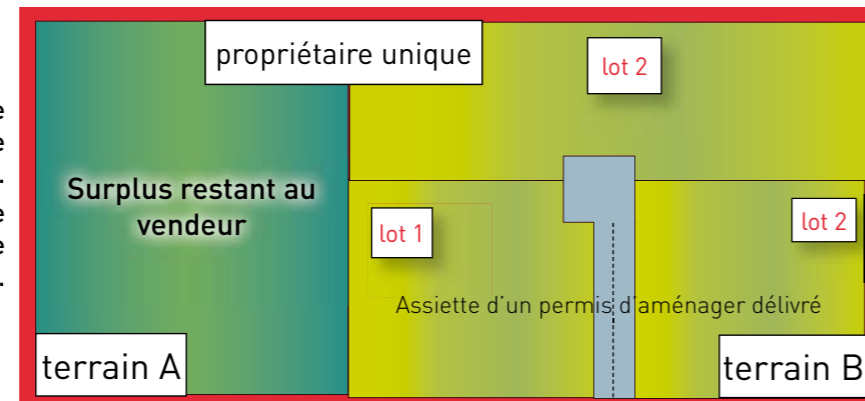 propriétaire unique
lot 2
e
e
.
e
e
.
Surplus restant au
vendeur
lot 1
lot 2
Assiette d'un permis d'aménager délivré
terrain A
terrain B